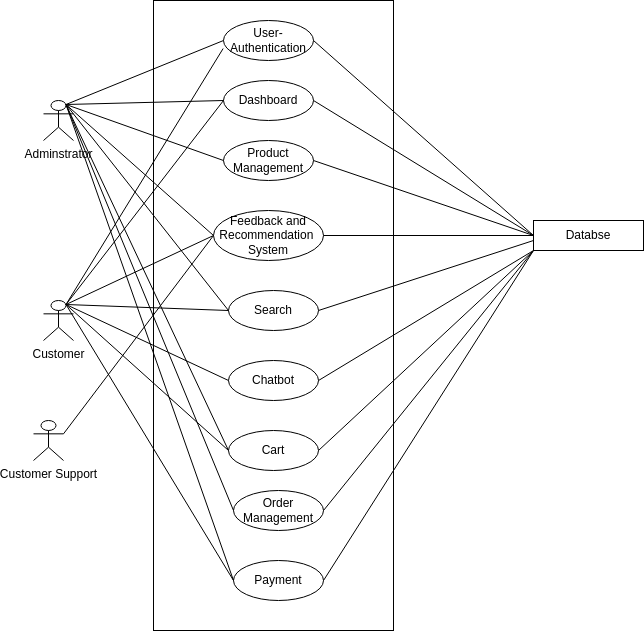 User-
Authentication
Dashboard
Adminstrator
Product
Management
Feedback and
Recommendation
System
Databse
Search
Customer
Chatbot
Cart
Customer Support
Order
Management
Payment